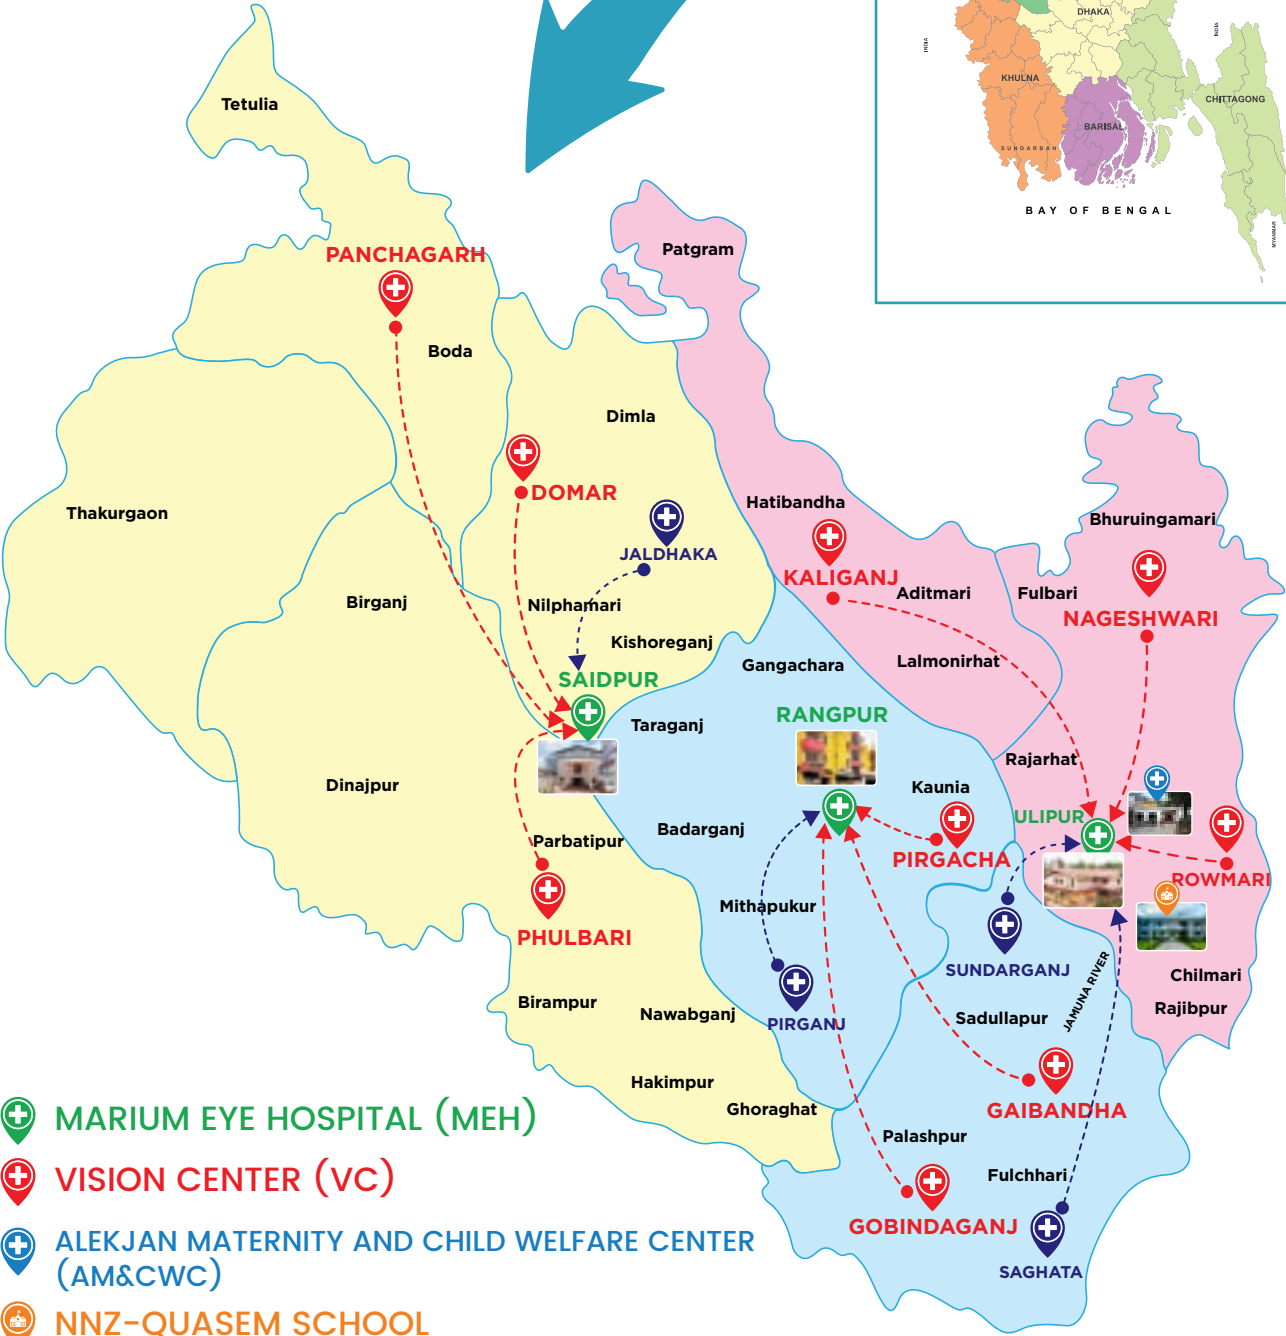 DHAKA
INDIA
INDIA
KHULNA
CHITTAGONG
BARISAL
SUNDARBAN
BAY OF BENGAL
MYANMAR
Tetulia
PANCHAGARH
Patgram
Boda
Dimla
DOMAR
Hatibandha
Thakurgaon
Bhuruingamari
JALDHAKA
KALIGANJ
Aditmari
Fulbari
Birganj
Nilphamari
NAGESHWARI
Kishoreganj
Gangachara
Lalmonirhat
SAIDPUR
RANGPUR
Taraganj
Rajarhat
Dinajpur
Kaunia
ULIPUR
Badarganj
Parbatipur
PIRGACHA
ROWMARI
Mithapukur
PHULBARI
SUNDARGANJ
Chilmari
JAMUNA RIVER
Birampur
Rajibpur
Nawabganj
PIRGANJ
Sadullapur
Hakimpur
Ghoraghat
GAIBANDHA
Palashpur
Fulchhari
GOBINDAGANJ
SAGHATA
MARIUM EYE HOSPITAL (MEH)
VISION CENTER (VC)
ALEKJAN MATERNITY AND CHILD WELFARE CENTER
(AM&CWC)
NNZ-QUASEM SCHOOL